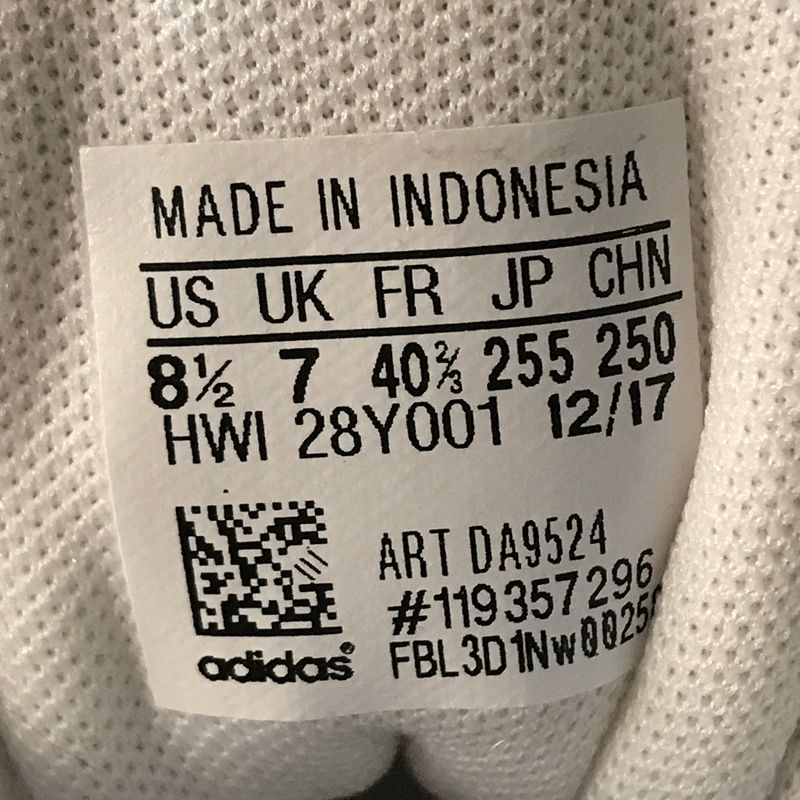 MADE IN INDONESIA
US UK FR JP CHN
8½ 7 40⅔ 255 250
HWI 28Y001 12/17
ART DA9524
#119357296
adidas®